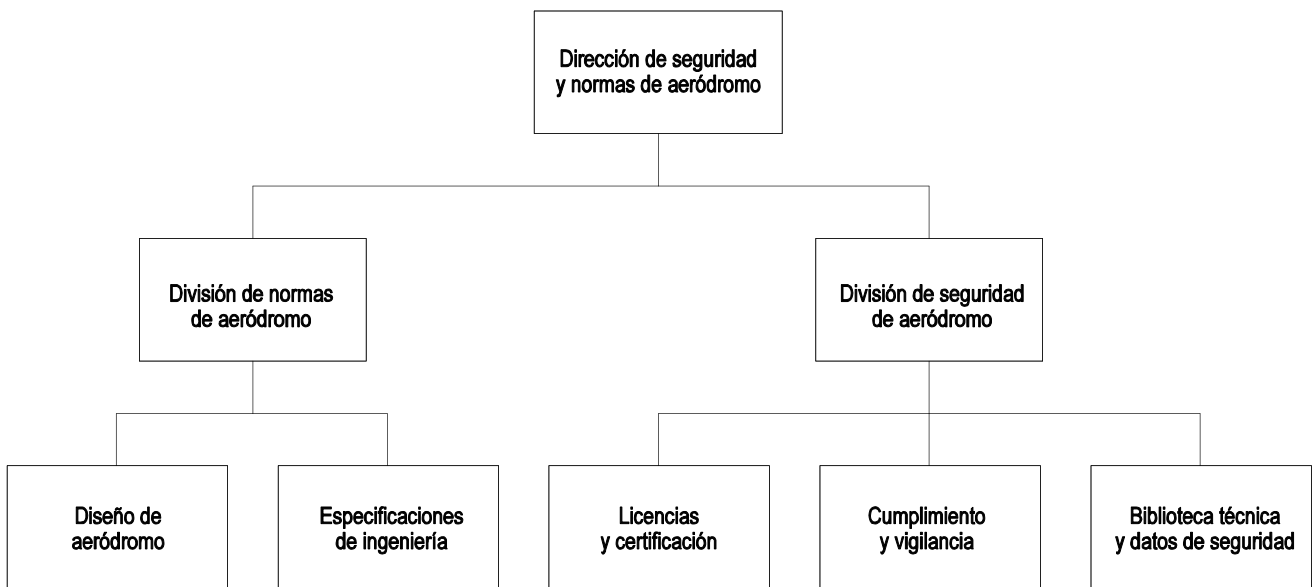 Dirección de seguridad
y normas de aeródromo
División de normas
de aeródromo
División de seguridad
de aeródromo
Diseño de
aeródromo
Especificaciones
de ingeniería
Licencias
y certificación
Cumplimiento
y vigilancia
Biblioteca técnica
y datos de seguridad